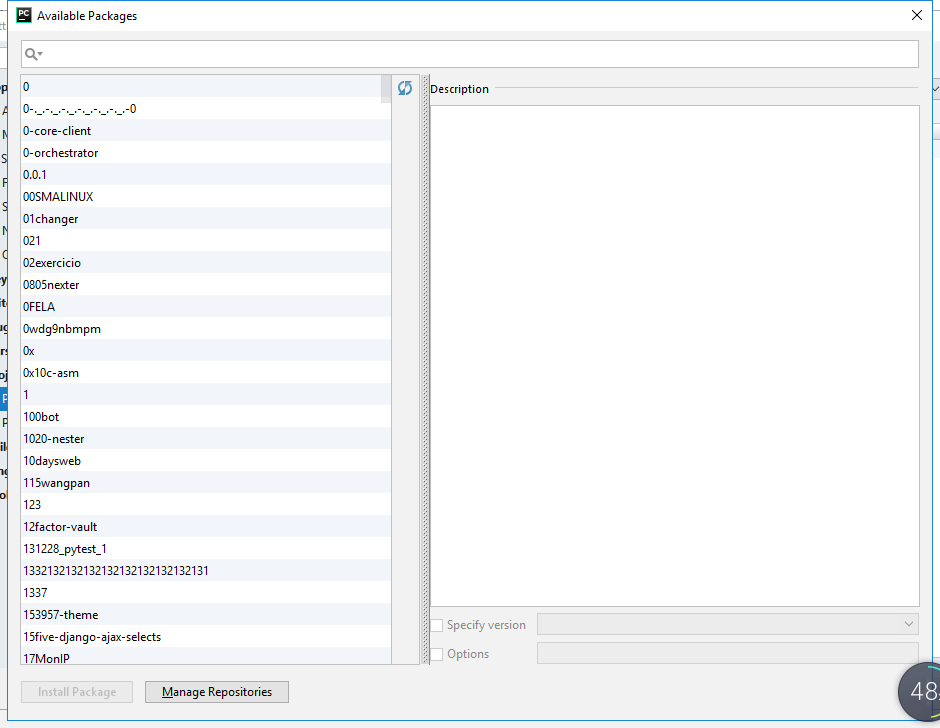 PC Available Packages
0
0-._.-._.-._.-._.-._.-._.-0
0-core-client
0-orchestrator
0.0.1
00SMALINUX
01changer
021
02exercicio
0805nexter
0FELA
0wdg9nbmpm
0x
0x10c-asm
1
100bot
1020-nester
10daysweb
115wangpan
123
12factor-vault
131228_pytest_1
1337
153957-theme
15five-django-ajax-selects
17MonIP
Description
Specify version
Options
Install Package
Manage Repositories
48